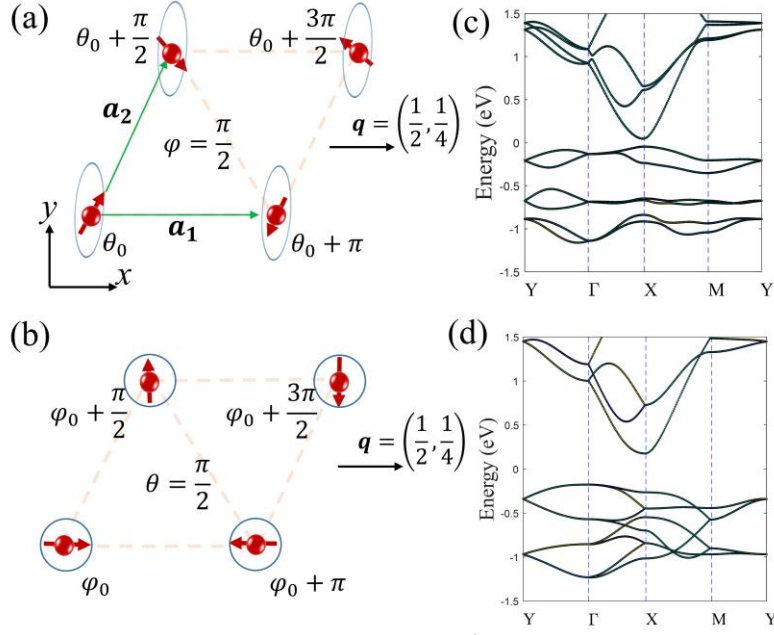 (a)
θ₀ + π/2
θ₀ + 3π/2
a₂
φ = π/2
q = (1/2, 1/4)
y
θ₀
a₁
θ₀ + π
x
(b)
φ₀ + π/2
φ₀ + 3π/2
θ = π/2
q = (1/2, 1/4)
φ₀
φ₀ + π
(c)
Energy (eV)
1.5
1
0.5
0
-0.5
-1
-1.5
Y Γ X M Y
(d)
Energy (eV)
1.5
1
0.5
0
-0.5
-1
-1.5
Y Γ X M Y